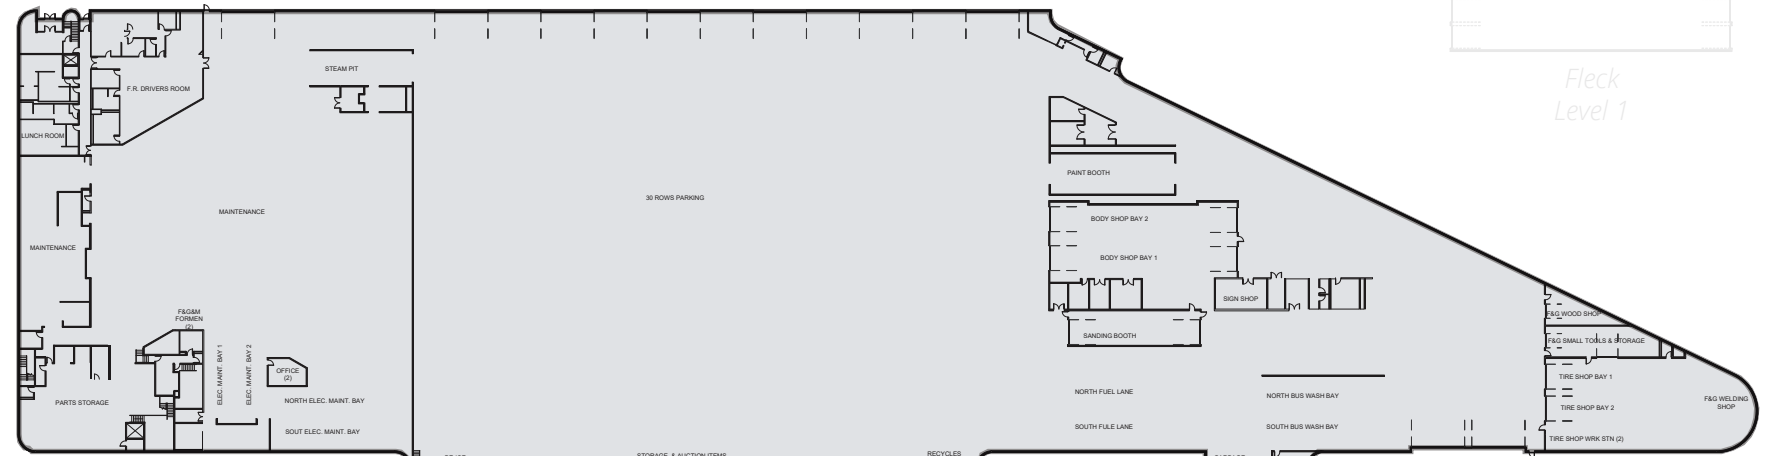 Fleck
Level 1
STEAM PIT
F.R. DRIVERS ROOM
LUNCH ROOM
PAINT BOOTH
30 ROWS PARKING
MAINTENANCE
BODY SHOP BAY 2
MAINTENANCE
BODY SHOP BAY 1
SIGN SHOP
F&G&M
FORMEN
(2)
F&G WOOD SHOP
SANDING BOOTH
F&G SMALL TOOLS & STORAGE
ELEC. MAINT. BAY 1
ELEC. MAINT. BAY 2
OFFICE
(2)
TIRE SHOP BAY 1
NORTH FUEL LANE
NORTH BUS WASH BAY
PARTS STORAGE
NORTH ELEC. MAINT. BAY
F&G WELDING
SHOP
TIRE SHOP BAY 2
SOUTH FULE LANE
SOUTH BUS WASH BAY
SOUT ELEC. MAINT. BAY
TIRE SHOP WRK STN (2)
RECYCLES
STORAGE & AUCTION ITEMS